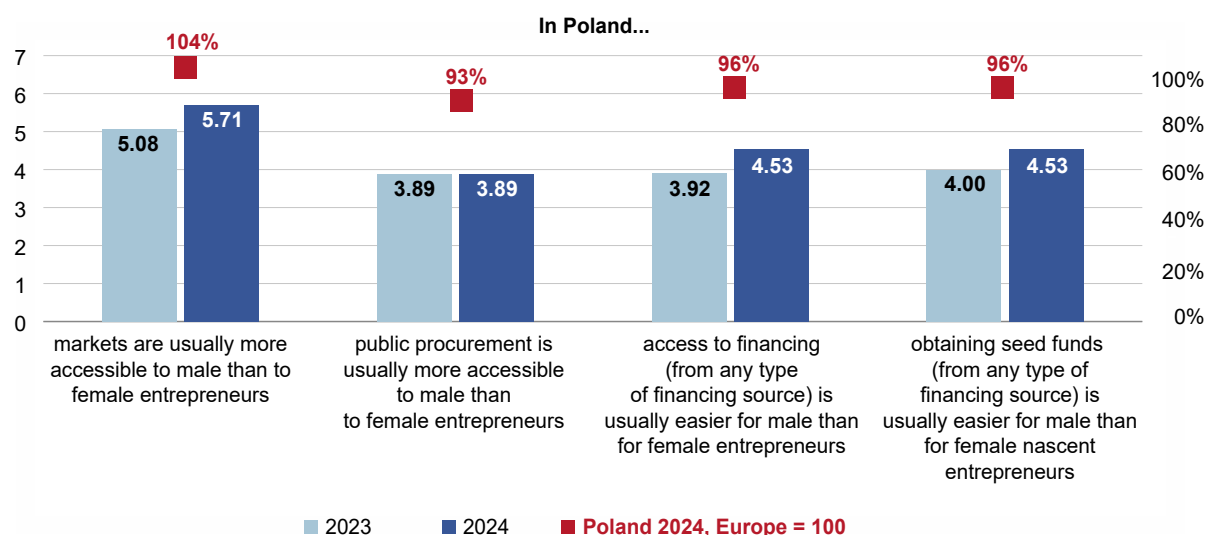 In Poland...
7
6
5
4
3
2
1
0
104%
93%
96%
96%
5.08
5.71
3.89
3.89
3.92
4.53
4.00
4.53
100%
80%
60%
40%
20%
0%
markets are usually more
accessible to male than to
female entrepreneurs
public procurement is
usually more accessible
to male than
to female entrepreneurs
access to financing
(from any type
of financing source) is
usually easier for male than
for female entrepreneurs
obtaining seed funds
(from any type of
financing source) is
usually easier for male than
for female nascent
entrepreneurs
2023
2024
Poland 2024, Europe = 100